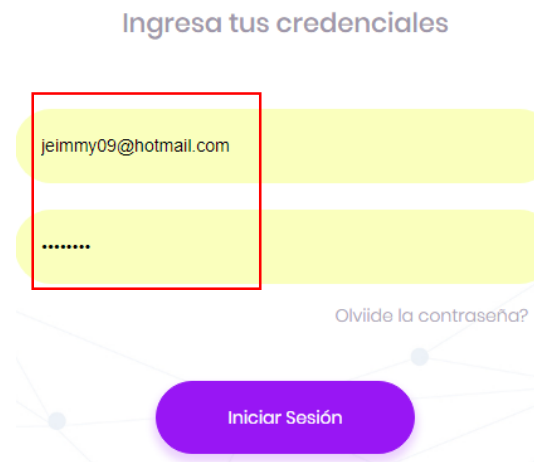 Ingresa tus credenciales
jeimmy09@hotmail.com
••••••••
Olviide la contraseña?
Iniciar Sesión